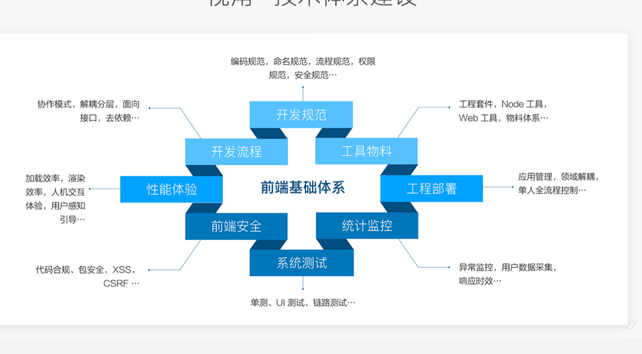 视角-技术体系建设
编码规范，命名规范，流程规范，权限
规范，安全规范…
开发规范
协作模式，解耦分层，面向
接口，去依赖…
工程套件，Node 工具，
Web 工具，物料体系…
开发流程
工具物料
加载效率，渲染
效率，人机交互
体验，用户感知
引导…
性能体验
前端基础体系
工程部署
应用管理，领域解耦，
单人全流程控制…
前端安全
统计监控
系统测试
代码合规、包安全，XSS，
CSRF …
异常监控，用户数据采集，
响应时效…
单测、UI 测试、链路测试…
27